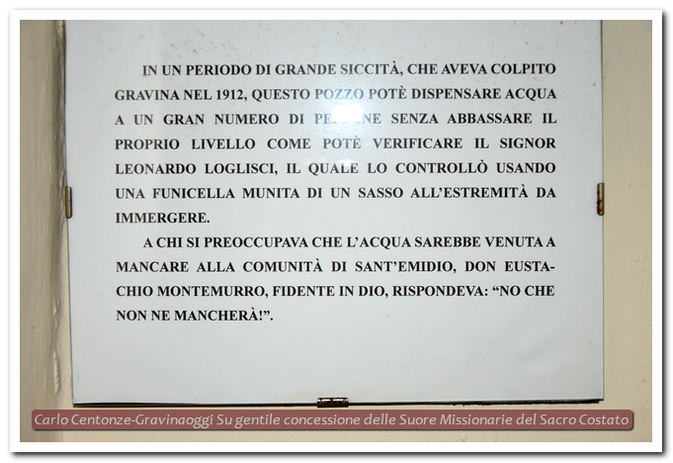 IN UN PERIODO DI GRANDE SICCITÀ, CHE AVEVA COLPITO
GRAVINA NEL 1912, QUESTO POZZO POTÈ DISPENSARE ACQUA
A UN GRAN NUMERO DI PERSONE SENZA ABBASSARE IL
PROPRIO LIVELLO COME POTÈ VERIFICARE IL SIGNOR
LEONARDO LOGLISCI, IL QUALE LO CONTROLLÒ USANDO
UNA FUNICELLA MUNITA DI UN SASSO ALL'ESTREMITÀ DA
IMMERGERE.
A CHI SI PREOCCUPAVA CHE L'ACQUA SAREBBE VENUTA A
MANCARE ALLA COMUNITÀ DI SANT'EMIDIO, DON EUSTA-
CHIO MONTEMURRO, FIDENTE IN DIO, RISPONDEVA: “NO CHE
NON NE MANCHERÀ!”.
Carlo Centonze-Gravinaoggi Su gentile concessione delle Suore Missionarie del Sacro Costato